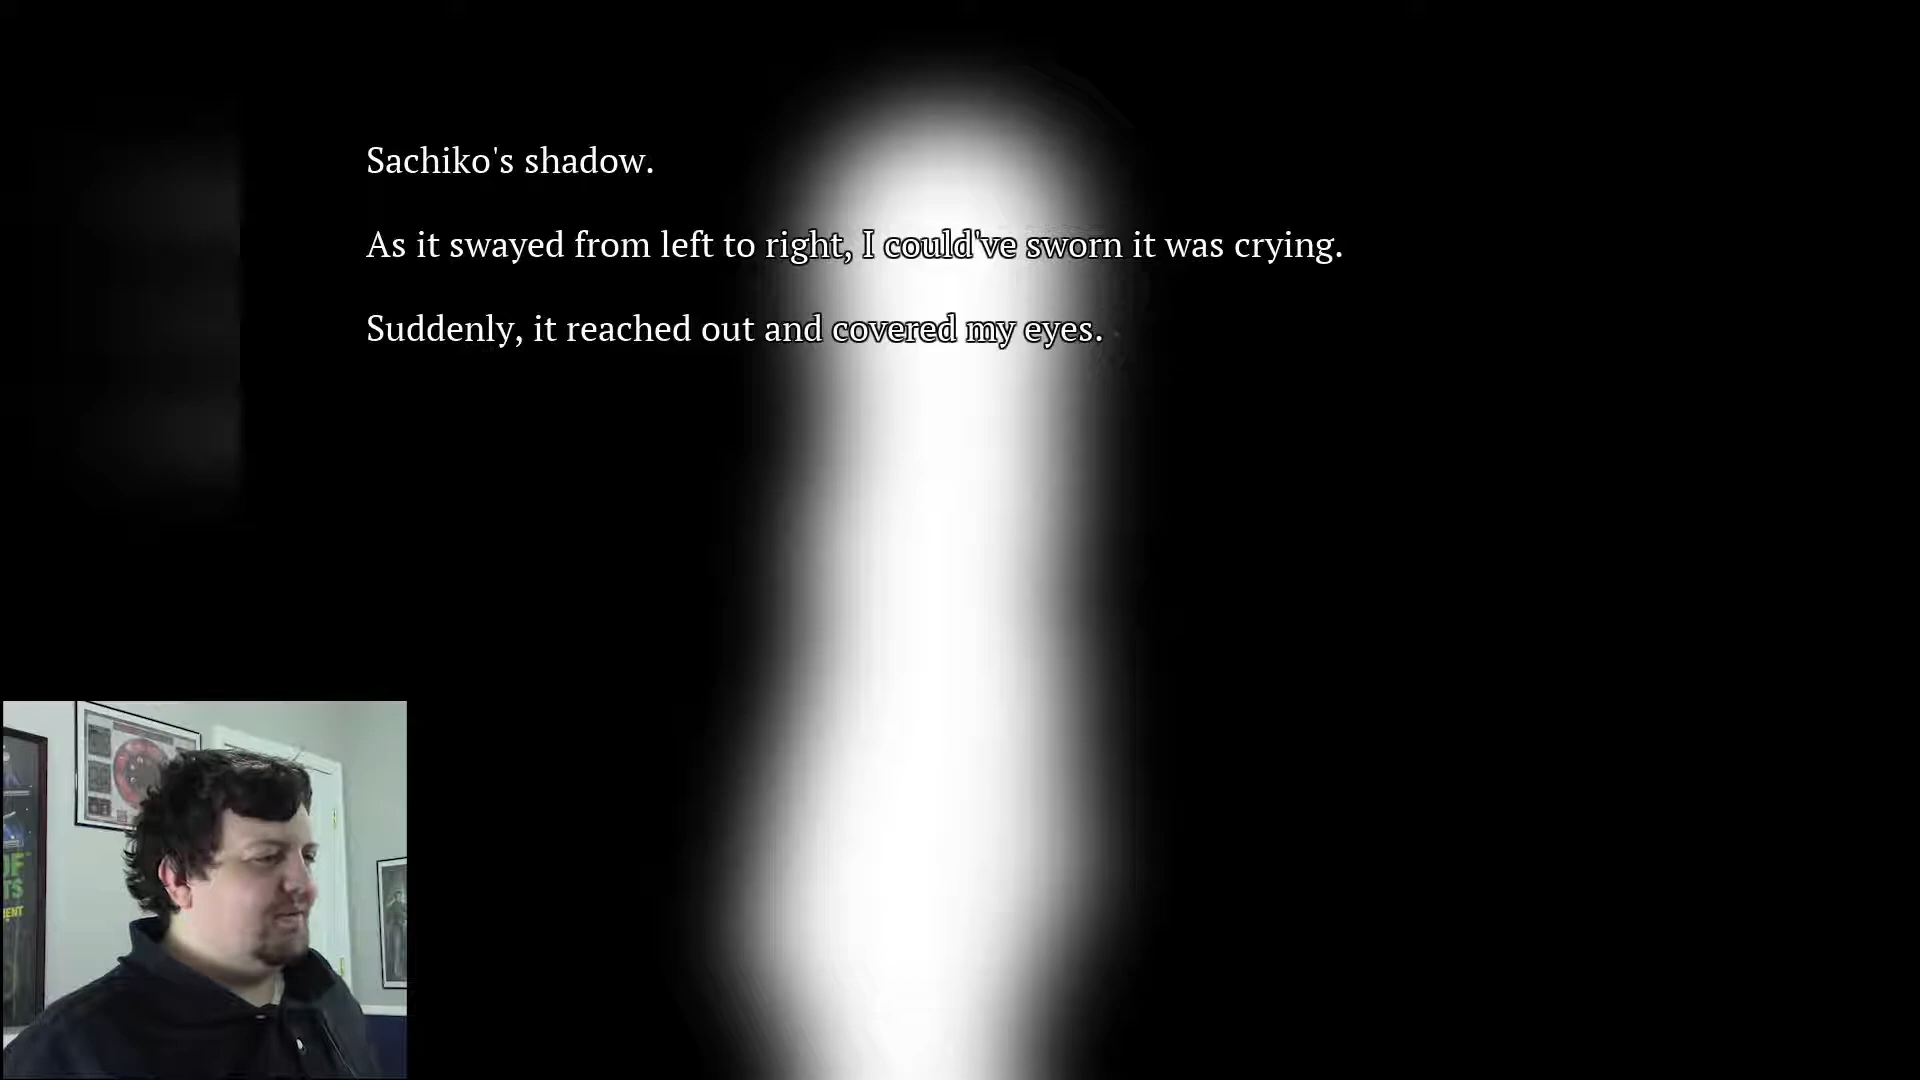 Sachiko's shadow.
As it swayed from left to right, I could've sworn it was crying.
Suddenly, it reached out and covered my eyes.
OF